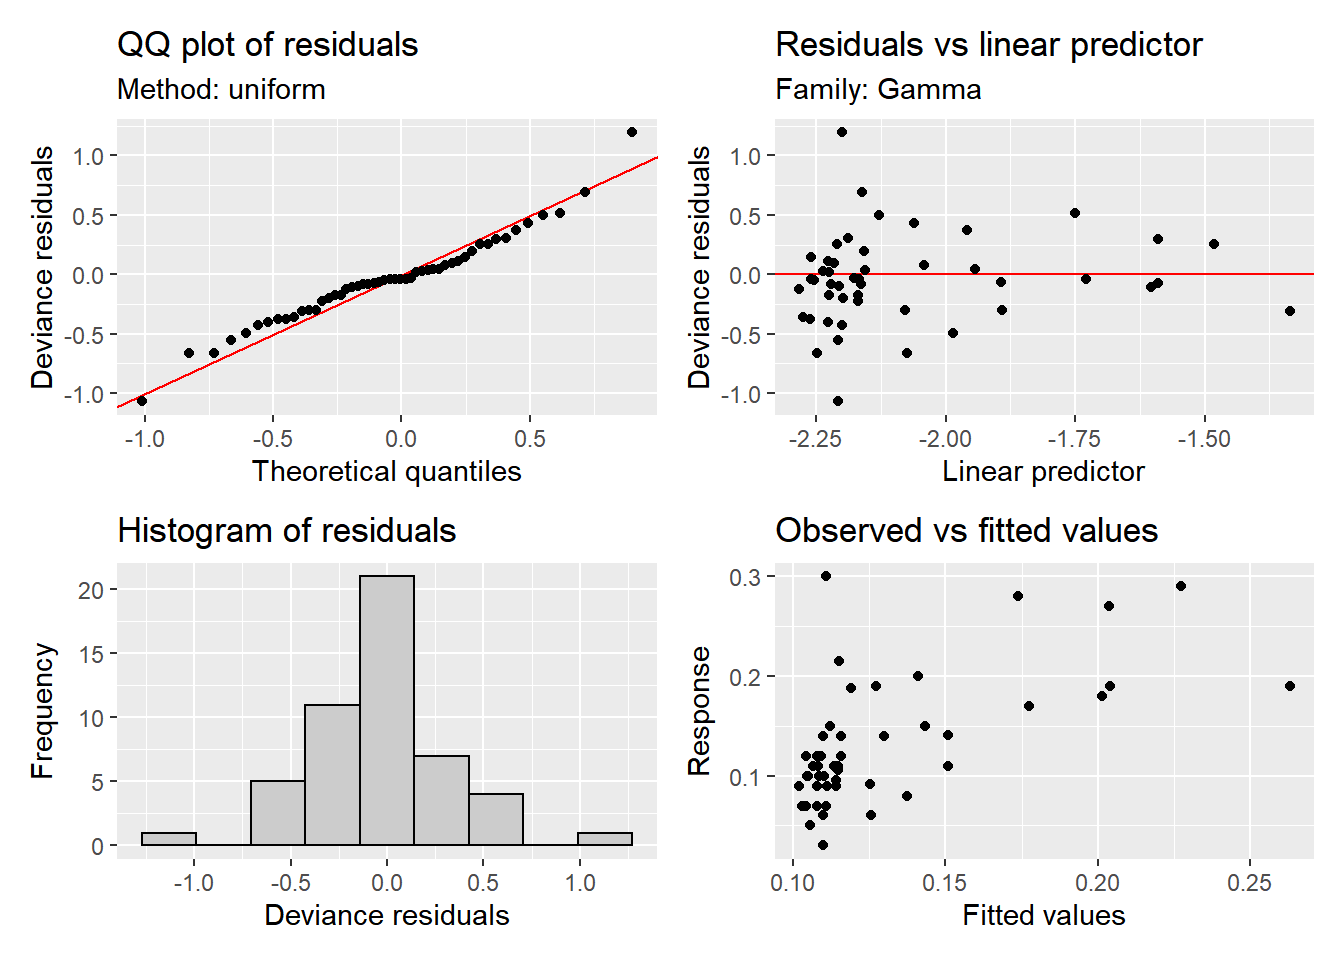 QQ plot of residuals
Method: uniform
Deviance residuals
1.0
0.5
0.0
-0.5
-1.0
-1.0 -0.5 0.0 0.5
Theoretical quantiles
Residuals vs linear predictor
Family: Gamma
Deviance residuals
1.0
0.5
0.0
-0.5
-1.0
-2.25 -2.00 -1.75 -1.50
Linear predictor
Histogram of residuals
Frequency
20
15
10
5
0
-1.0 -0.5 0.0 0.5 1.0
Deviance residuals
Observed vs fitted values
Response
0.3
0.2
0.1
0.10 0.15 0.20 0.25
Fitted values